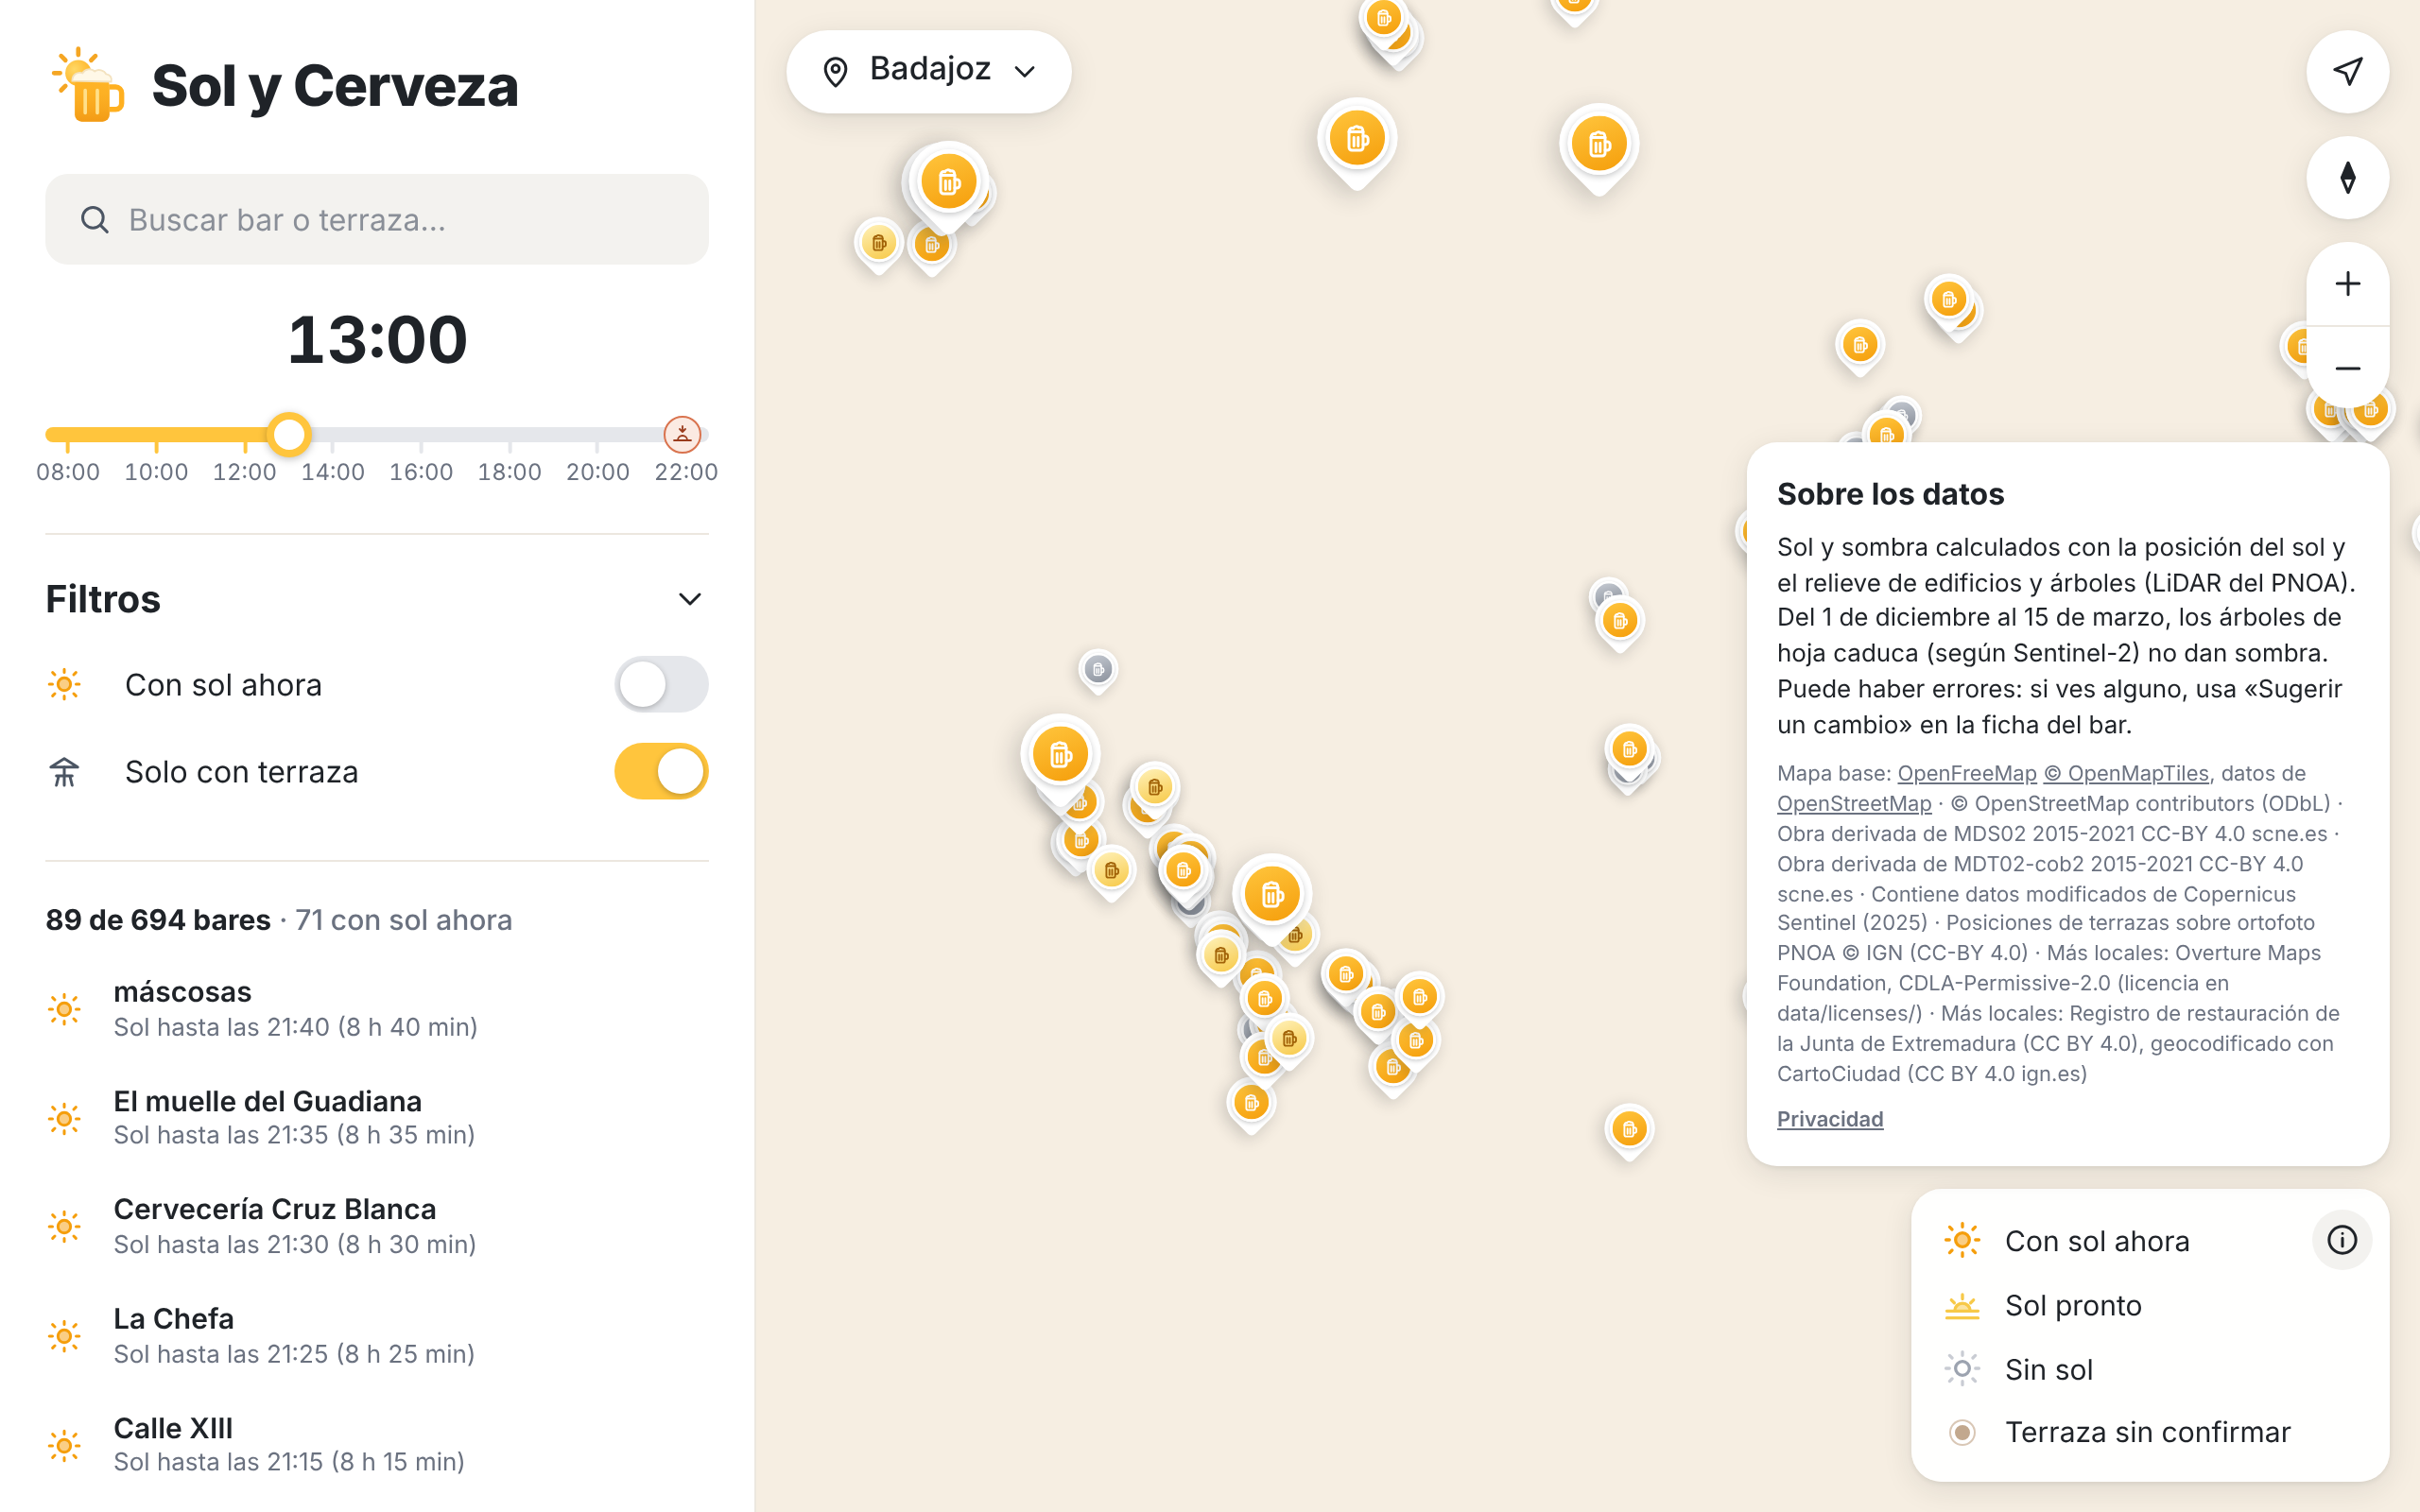 Sol y Cerveza
Buscar bar o terraza...
13:00
08:00 10:00 12:00 14:00 16:00 18:00 20:00 22:00
Filtros
Con sol ahora
Solo con terraza
89 de 694 bares · 71 con sol ahora
máscosas
Sol hasta las 21:40 (8 h 40 min)
El muelle del Guadiana
Sol hasta las 21:35 (8 h 35 min)
Cervecería Cruz Blanca
Sol hasta las 21:30 (8 h 30 min)
La Chefa
Sol hasta las 21:25 (8 h 25 min)
Calle XIII
Sol hasta las 21:15 (8 h 15 min)
Badajoz
Sobre los datos
Sol y sombra calculados con la posición del sol y
el relieve de edificios y árboles (LiDAR del PNOA).
Del 1 de diciembre al 15 de marzo, los árboles de
hoja caduca (según Sentinel-2) no dan sombra.
Puede haber errores: si ves alguno, usa «Sugerir
un cambio» en la ficha del bar.
Mapa base: OpenFreeMap © OpenMapTiles, datos de
OpenStreetMap · © OpenStreetMap contributors (ODbL) ·
Obra derivada de MDS02 2015-2021 CC-BY 4.0 scne.es ·
Obra derivada de MDT02-cob2 2015-2021 CC-BY 4.0
scne.es · Contiene datos modificados de Copernicus
Sentinel (2025) · Posiciones de terrazas sobre ortofoto
PNOA © IGN (CC-BY 4.0) · Más locales: Overture Maps
Foundation, CDLA-Permissive-2.0 (licencia en
data/licenses/) · Más locales: Registro de restauración de
la Junta de Extremadura (CC BY 4.0), geocodificado con
CartoCiudad (CC BY 4.0 ign.es)
Privacidad
Con sol ahora
Sol pronto
Sin sol
Terraza sin confirmar